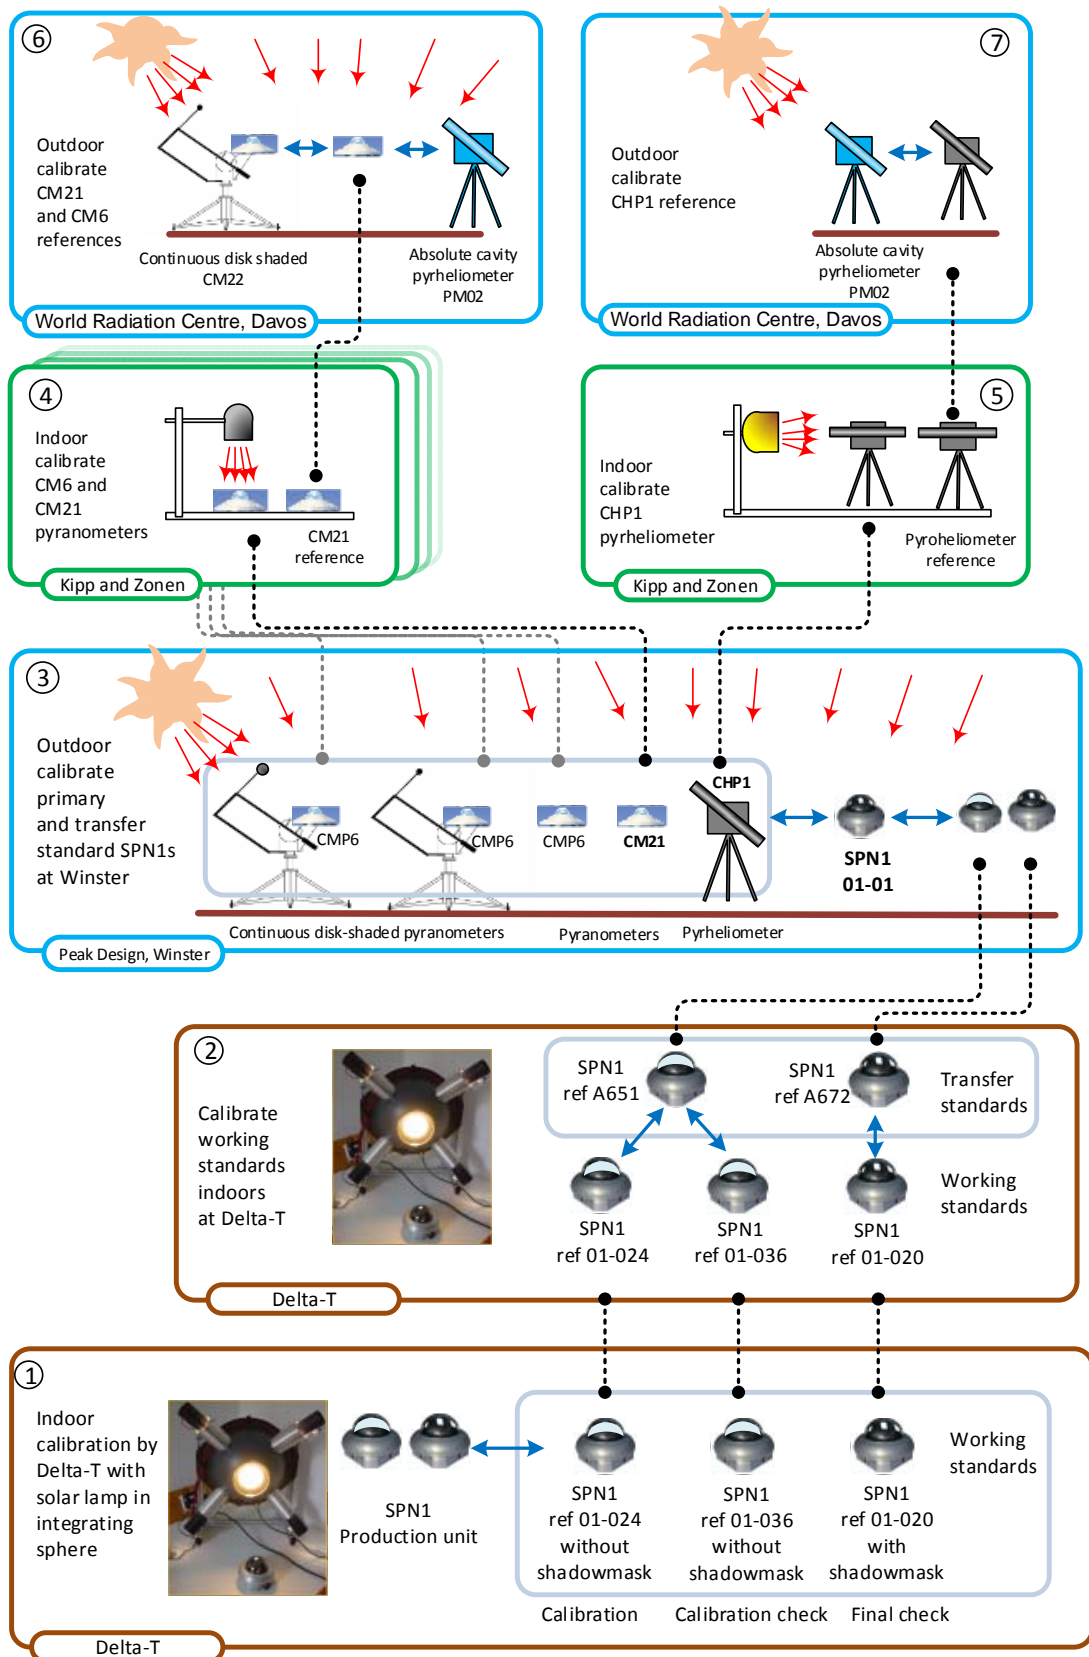 6
Outdoor
calibrate
CM21
and CM6
references
Continuous disk shaded
CM22
Absolute cavity
pyrheliometer
PM02
World Radiation Centre, Davos
7
Outdoor
calibrate
CHP1 reference
Absolute cavity
pyrheliometer
PM02
World Radiation Centre, Davos
4
Indoor
calibrate
CM6 and
CM21
pyranometers
CM21
reference
Kipp and Zonen
5
Indoor
calibrate
CHP1
pyrheliometer
Pyroheliometer
reference
Kipp and Zonen
3
Outdoor
calibrate
primary
and transfer
standard SPN1s
at Winster
CMP6
CMP6
CMP6
CM21
CHP1
SPN1
01-01
Continuous disk-shaded pyranometers
Pyranometers
Pyrheliometer
Peak Design, Winster
2
Calibrate
working
standards
indoors
at Delta-T
SPN1
ref A651
SPN1
ref A672
Transfer
standards
SPN1
ref 01-024
SPN1
ref 01-036
SPN1
ref 01-020
Working
standards
Delta-T
1
Indoor
calibration by
Delta-T with
solar lamp in
integrating
sphere
SPN1
Production unit
SPN1
ref 01-024
without
shadowmask
SPN1
ref 01-036
without
shadowmask
SPN1
ref 01-020
with
shadowmask
Working
standards
Calibration
Calibration check
Final check
Delta-T